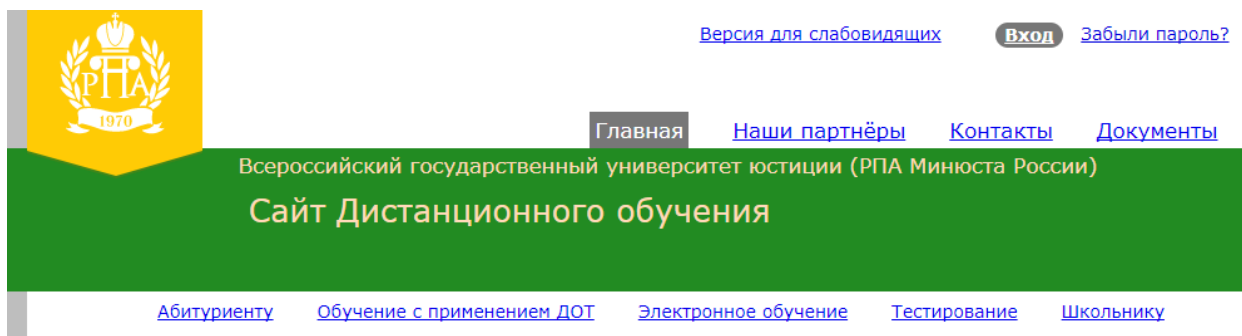 Версия для слабовидящих Вход Забыли пароль?
РПА
1970
Главная Наши партнёры Контакты Документы
Всероссийский государственный университет юстиции (РПА Минюста России)
Сайт Дистанционного обучения
Абитуриенту Обучение с применением ДОТ Электронное обучение Тестирование Школьнику